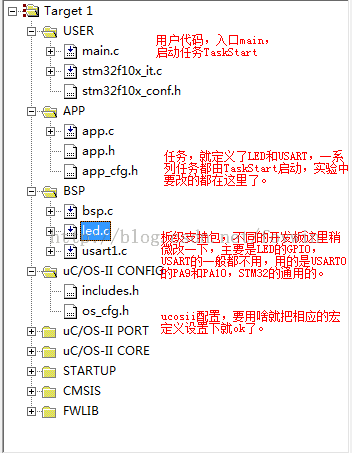 Target 1
USER
main.c
用户代码，入口main，
启动任务TaskStart
stm32f10x_it.c
stm32f10x_conf.h
APP
app.c
app.h
app_cfg.h
任务，就定义了LED和USART，一系
列任务都由TaskStart启动，实验中
要改的都在这里了。
BSP
bsp.c
led.c
usart1.c
板级支持包，不同的开发板这里稍
微改一下，主要是LED的GPIO，
USART的一般都不用，用的是USART0
的PA9和PA10，STM32的通用的。
uC/OS-II CONFIG
includes.h
os_cfg.h
ucosii配置，要用啥就把相应的宏
定义设置下就ok了。
uC/OS-II PORT
uC/OS-II CORE
STARTUP
CMSIS
FWLIB